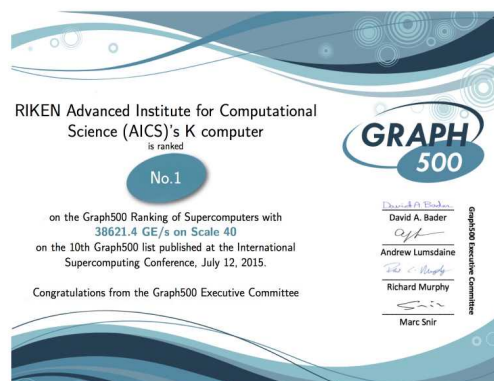 RIKEN Advanced Institute for Computational
Science (AICS)'s K computer
is ranked
No.1
on the Graph500 Ranking of Supercomputers with
38621.4 GE/s on Scale 40
on the 10th Graph500 list published at the International
Supercomputing Conference, July 12, 2015.
Congratulations from the Graph500 Executive Committee
GRAPH
500
David A. Bader
David A. Bader
Andrew Lumsdaine
Richard Murphy
Snir
Marc Snir
Graph500 Executive Committee